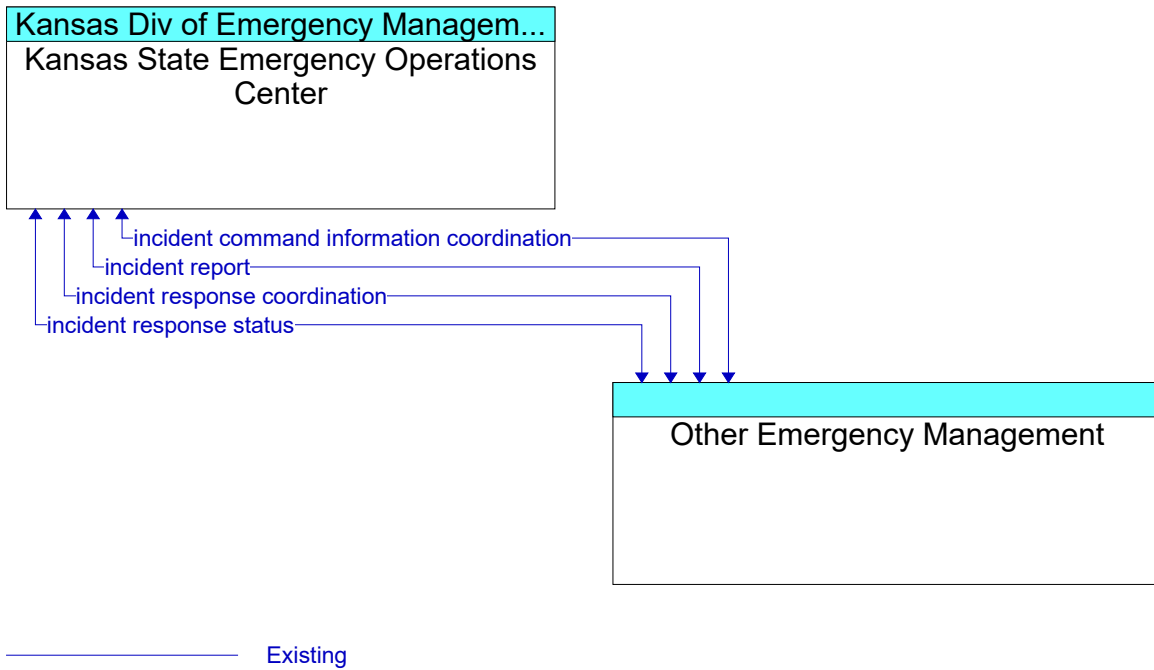 Kansas Div of Emergency Managem...
Kansas State Emergency Operations
Center
incident command information coordination
incident report
incident response coordination
incident response status
Other Emergency Management
Existing